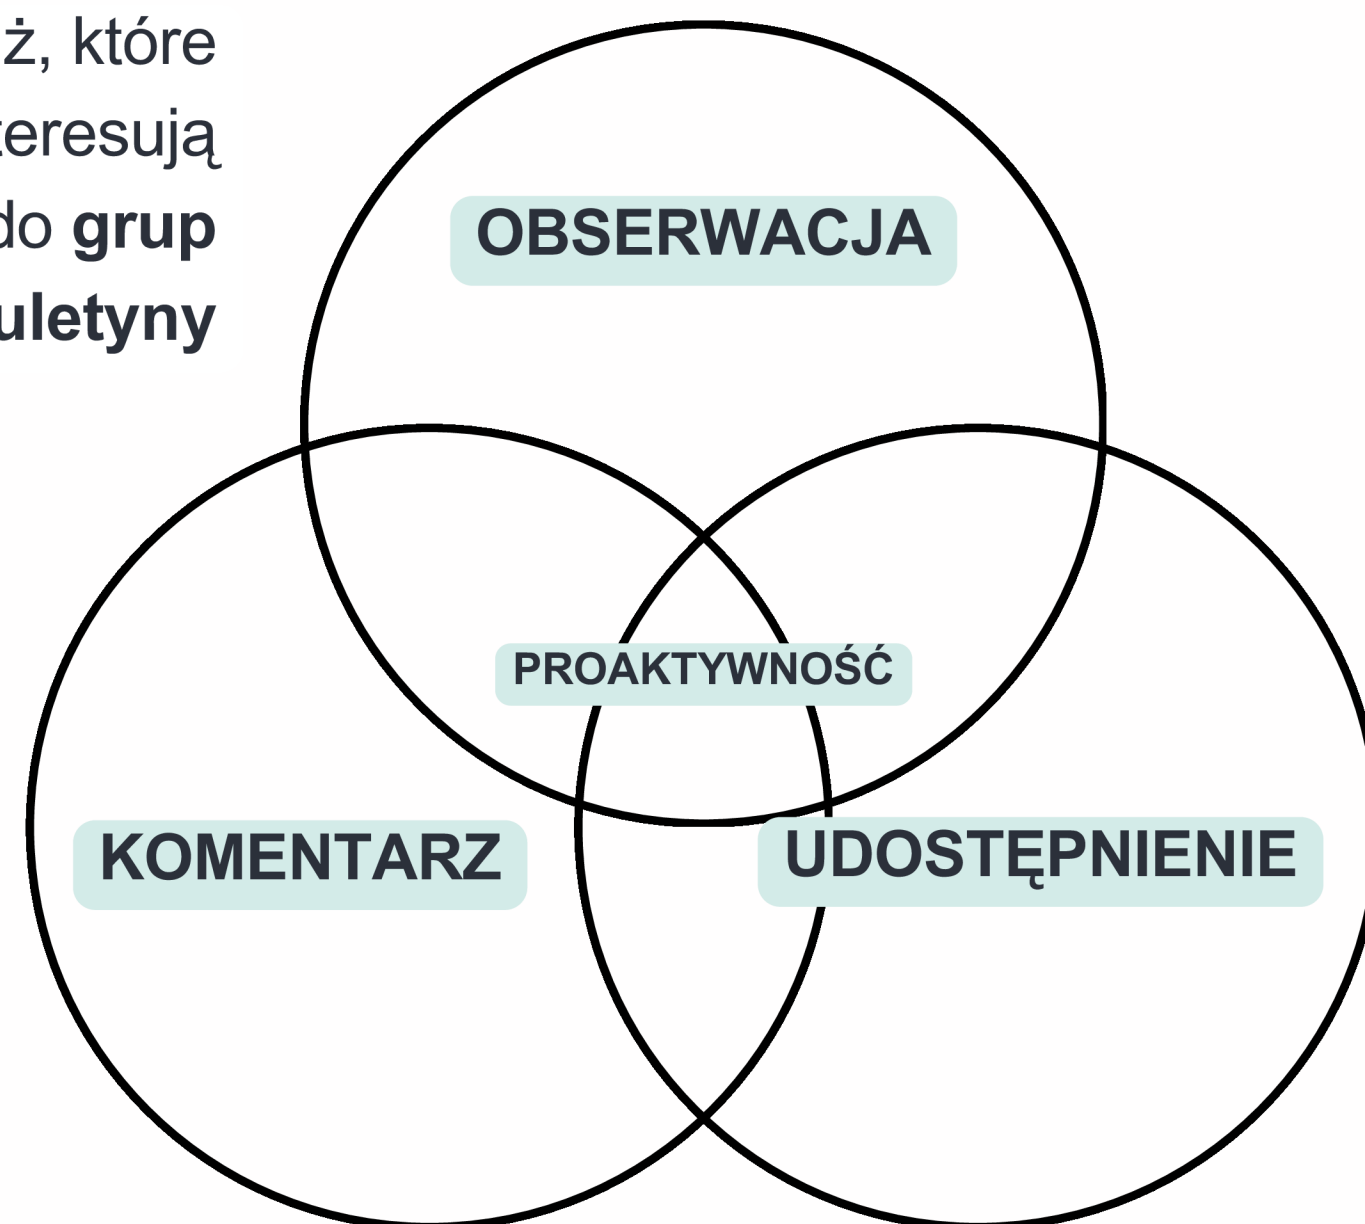 ż, które
teresują
do grup
uletyny
OBSERWACJA
PROAKTYWNOŚĆ
KOMENTARZ
UDOSTĘPNIENIE